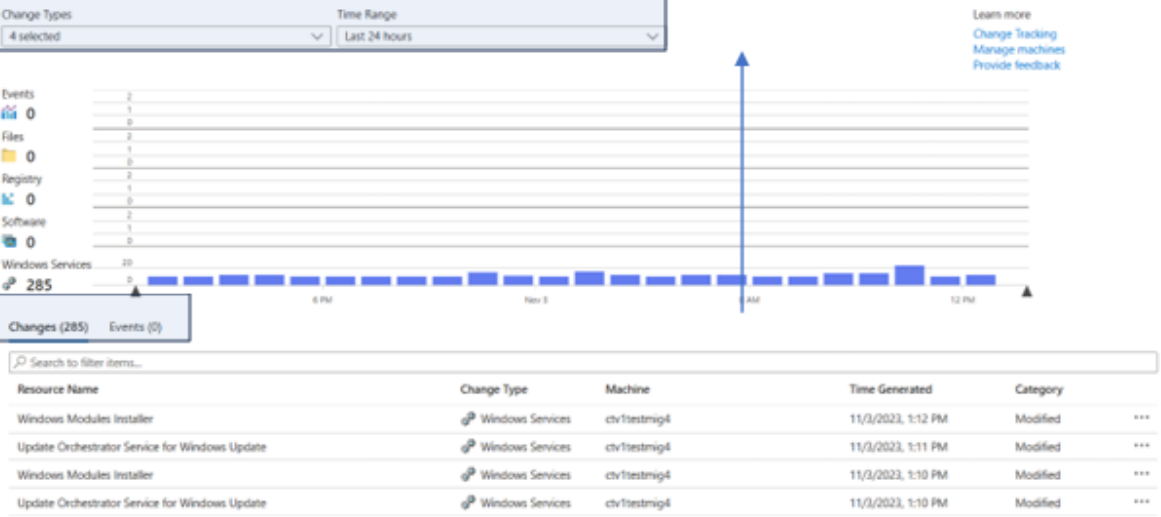 Change Types Time Range Learn more
4 selected Last 24 hours Change Tracking
Manage machines
Provide feedback
Events
0
2
1
0
Files
0
2
1
0
Registry
0
2
1
0
Software
0
2
1
0
Windows Services
285
20
0
6 PM Nov 3 AM 12 PM
Changes (285) Events (0)
Search to filter items...
Resource Name Change Type Machine Time Generated Category
Windows Modules Installer Windows Services ctv1testmig4 11/3/2023, 1:12 PM Modified ...
Update Orchestrator Service for Windows Update Windows Services ctv1testmig4 11/3/2023, 1:11 PM Modified ...
Windows Modules Installer Windows Services ctv1testmig4 11/3/2023, 1:10 PM Modified ...
Update Orchestrator Service for Windows Update Windows Services ctv1testmig4 11/3/2023, 1:10 PM Modified ...